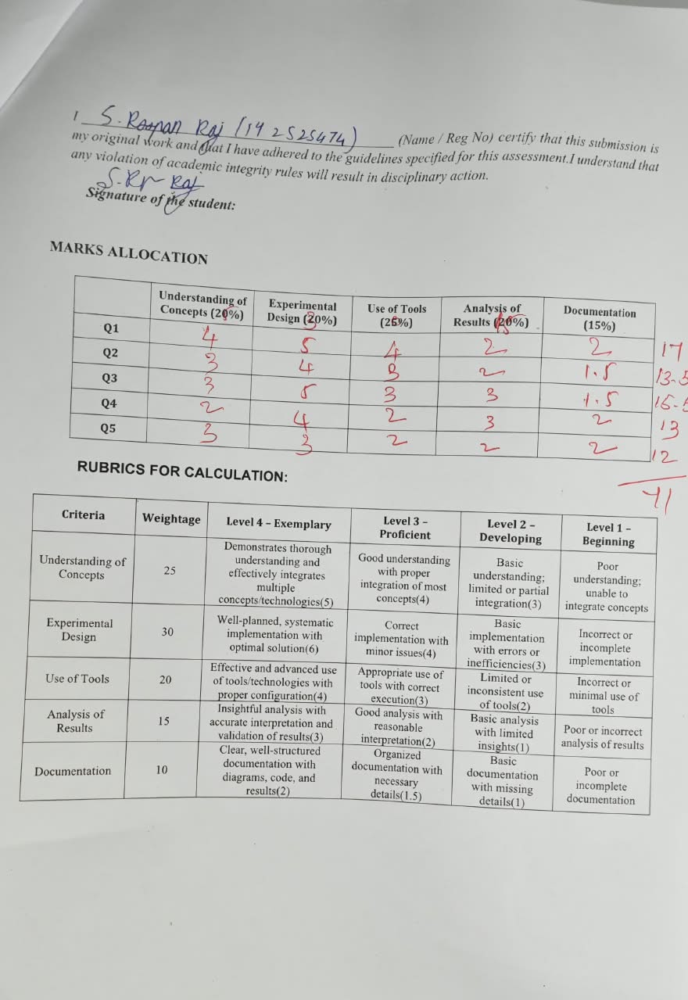 I S. Roshan Raj (192525474) (Name / Reg No) certify that this submission is
my original work and that I have adhered to the guidelines specified for this assessment.I understand that
any violation of academic integrity rules will result in disciplinary action.
Signature of the student:
MARKS ALLOCATION
Understanding of Concepts (20%) Experimental Design (20%) Use of Tools (25%) Analysis of Results (20%) Documentation (15%)
Q1 4 5 4 2 2 17
Q2 3 4 3 2 1.5 13.5
Q3 3 5 3 3 1.5 15.5
Q4 2 4 2 3 2 13
Q5 3 3 2 2 2 12
71
RUBRICS FOR CALCULATION:
Criteria Weightage Level 4 – Exemplary Level 3 – Proficient Level 2 – Developing Level 1 – Beginning
Understanding of Concepts 25 Demonstrates thorough understanding and effectively integrates multiple concepts/technologies(5) Good understanding with proper integration of most concepts(4) Basic understanding; limited or partial integration(3) Poor understanding; unable to integrate concepts
Experimental Design 30 Well-planned, systematic implementation with optimal solution(6) Correct implementation with minor issues(4) Basic implementation with errors or inefficiencies(3) Incorrect or incomplete implementation
Use of Tools 20 Effective and advanced use of tools/technologies with proper configuration(4) Appropriate use of tools with correct execution(3) Limited or inconsistent use of tools(2) Incorrect or minimal use of tools
Analysis of Results 15 Insightful analysis with accurate interpretation and validation of results(3) Good analysis with reasonable interpretation(2) Basic analysis with limited insights(1) Poor or incorrect analysis of results
Documentation 10 Clear, well-structured documentation with diagrams, code, and results(2) Organized documentation with necessary details(1.5) Basic documentation with missing details(1) Poor or incomplete documentation